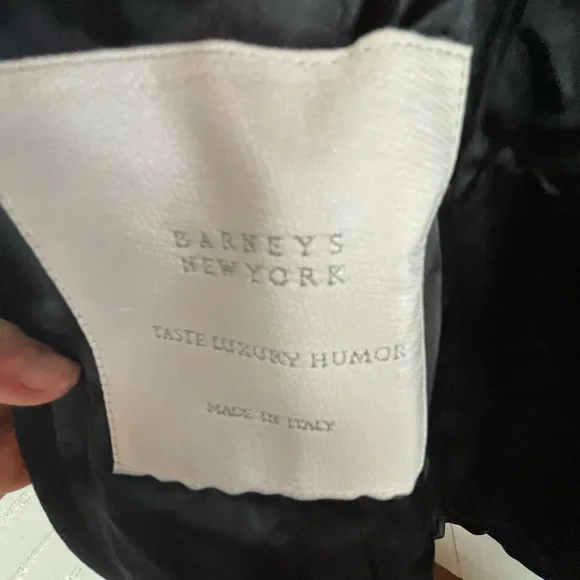 BARNEYS
NEW YORK
TASTE LUXURY HUMOR
MADE IN ITALY